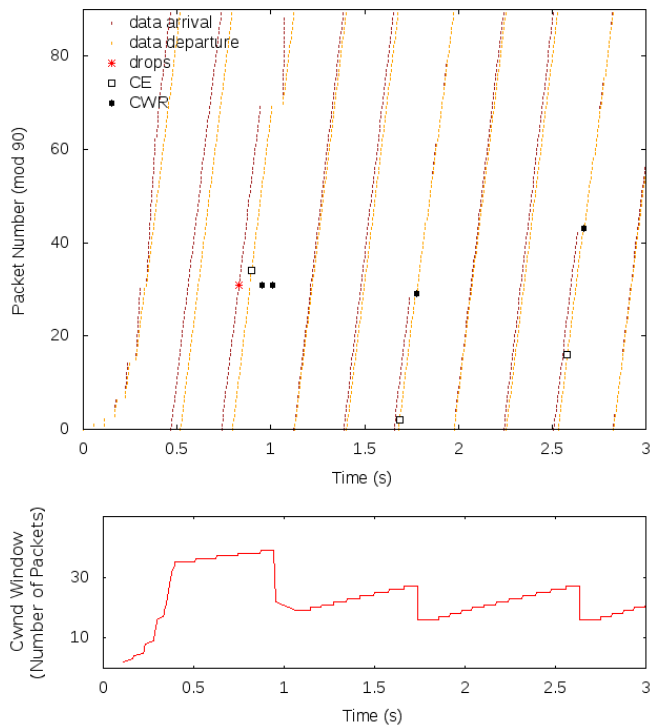 data arrival
data departure
drops
CE
CWR
80
60
40
20
0
Packet Number (mod 90)
0 0.5 1 1.5 2 2.5 3
Time (s)
30
10
Cwnd Window
(Number of Packets)
0 0.5 1 1.5 2 2.5 3
Time (s)